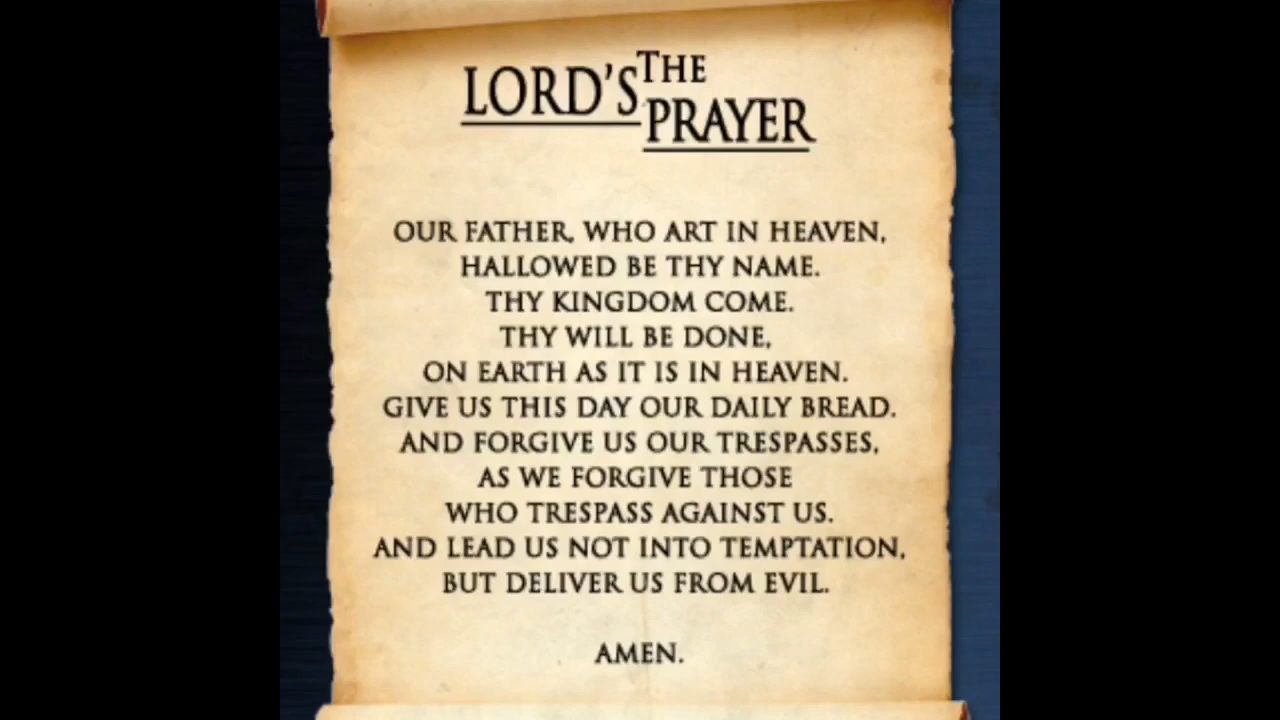 THE
LORD'S PRAYER
OUR FATHER, WHO ART IN HEAVEN,
HALLOWED BE THY NAME.
THY KINGDOM COME.
THY WILL BE DONE,
ON EARTH AS IT IS IN HEAVEN.
GIVE US THIS DAY OUR DAILY BREAD.
AND FORGIVE US OUR TRESPASSES,
AS WE FORGIVE THOSE
WHO TRESPASS AGAINST US.
AND LEAD US NOT INTO TEMPTATION,
BUT DELIVER US FROM EVIL.
AMEN.